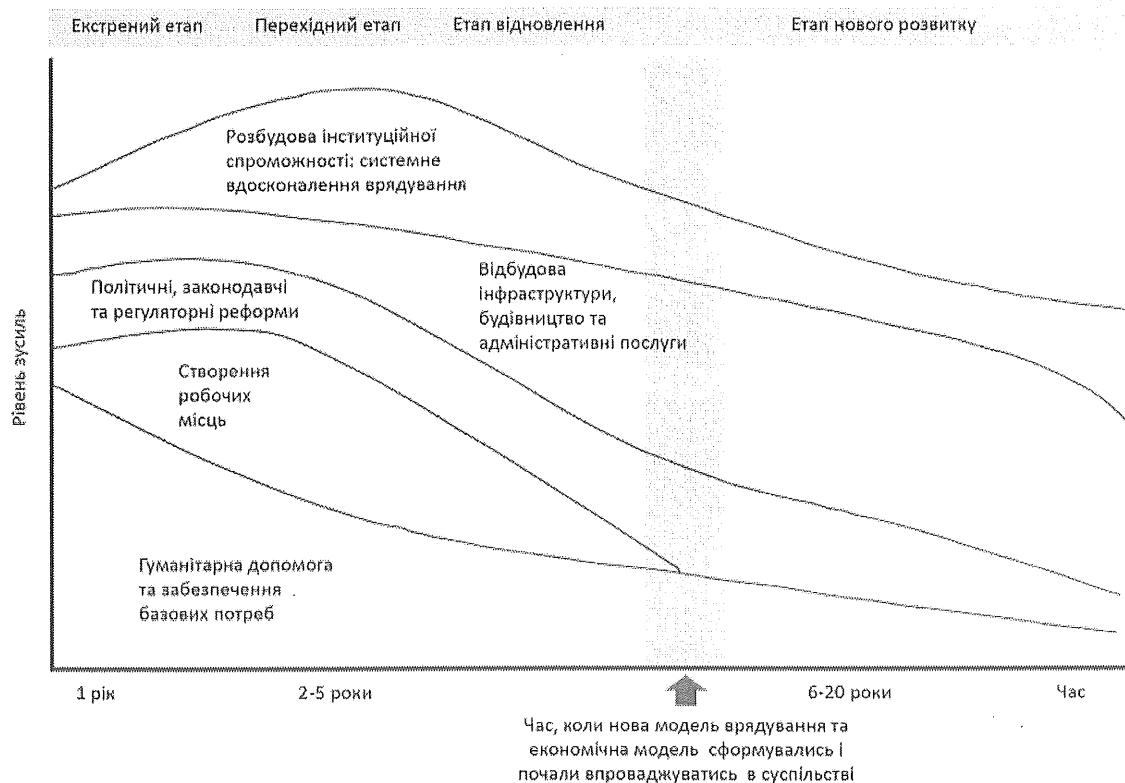 Екстрений етап Перехідний етап Етап відновлення Етап нового розвитку
Розбудова інституційної
спроможності: системне
вдосконалення врядування
Політичні, законодавчі
та регуляторні реформи
Відбудова
інфраструктури,
будівництво та
адміністративні послуги
Створення
робочих
місць
Рівень зусиль
Гуманітарна допомога
та забезпечення
базових потреб
1 рік 2-5 роки 6-20 роки Час
Час, коли нова модель врядування та
економічна модель сформувались і
почали впроваджуватись в суспільстві